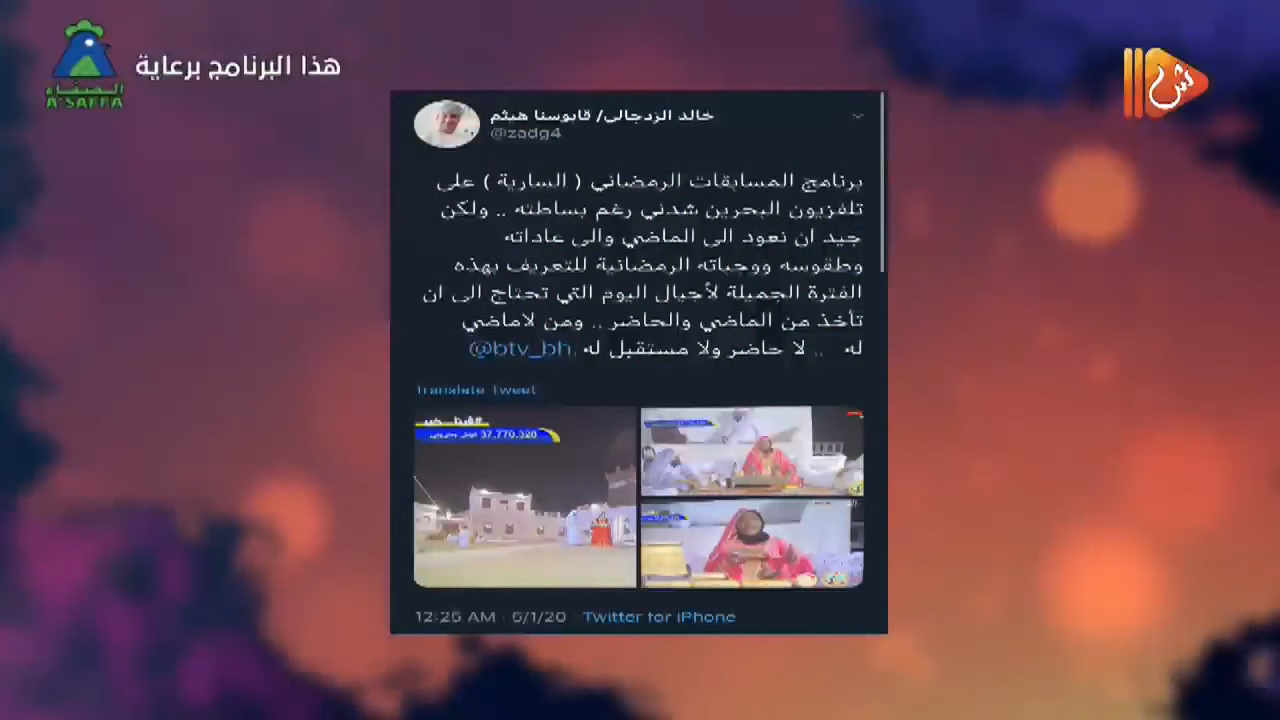 هذا البرنامج برعاية
الصفاء
A'SAFFA
ش
خالد الزدجالي/ قابوسنا هيثم
@zadg4
برنامج المسابقات الرمضاني ( السارية ) على
تلفزيون البحرين شدني رغم بساطته .. ولكن
جيد ان نعود الى الماضي والى عاداته
وطقوسه ووجباته الرمضانية للتعريف بهذه
الفترة الجميلة لأجيال اليوم التي تحتاج الى ان
تأخذ من الماضي والحاضر .. ومن لاماضي
له .. لا حاضر ولا مستقبل له @btv_bh
Translate Tweet
37,770,320
12:25 AM · 5/1/20 · Twitter for iPhone